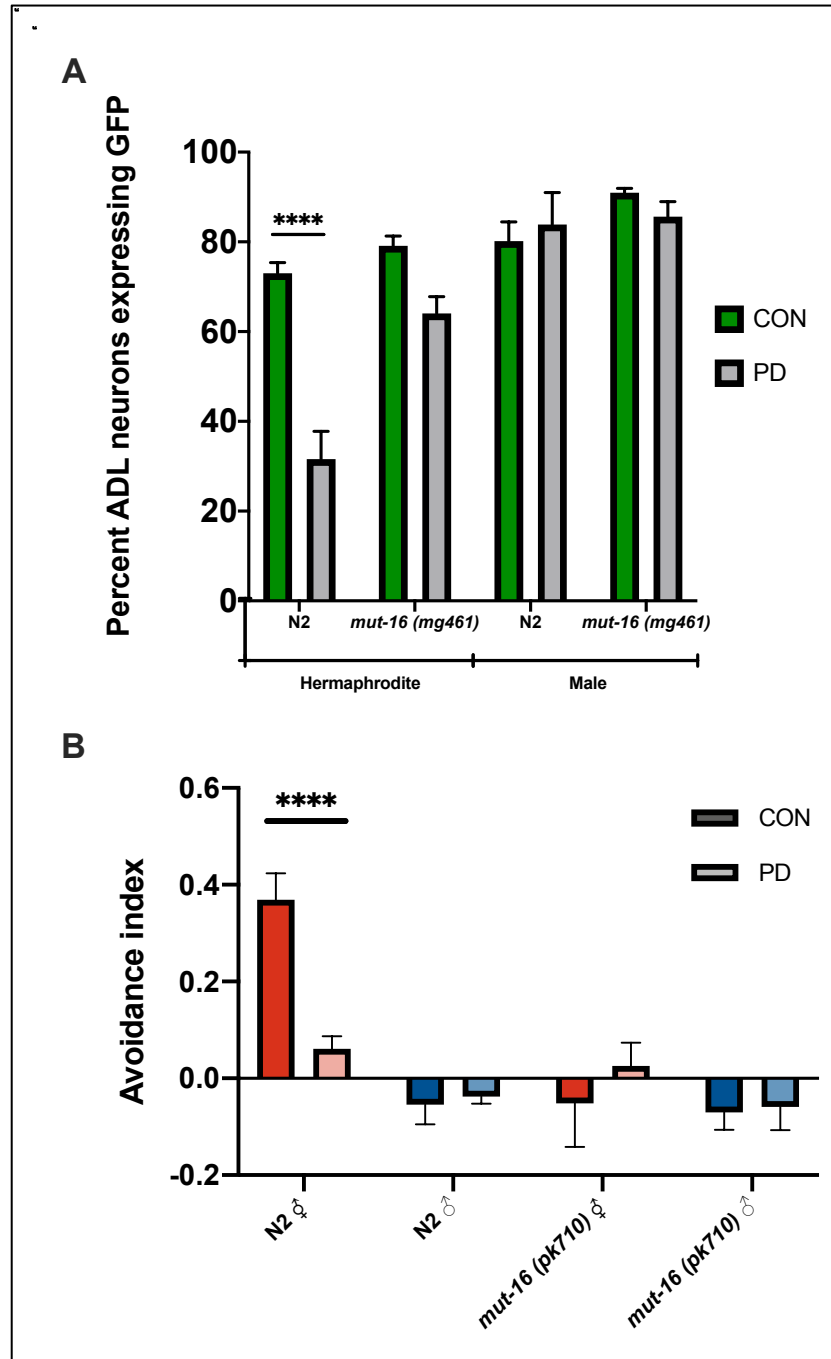 A
Percent ADL neurons expressing GFP
100
80
60
40
20
0
****
CON
PD
N2
mut-16 (mg461)
N2
mut-16 (mg461)
Hermaphrodite
Male
B
Avoidance index
0.6
0.4
0.2
0.0
-0.2
****
CON
PD
N2 ⚥
N2 ♂
mut-16 (pk710) ⚥
mut-16 (pk710) ♂